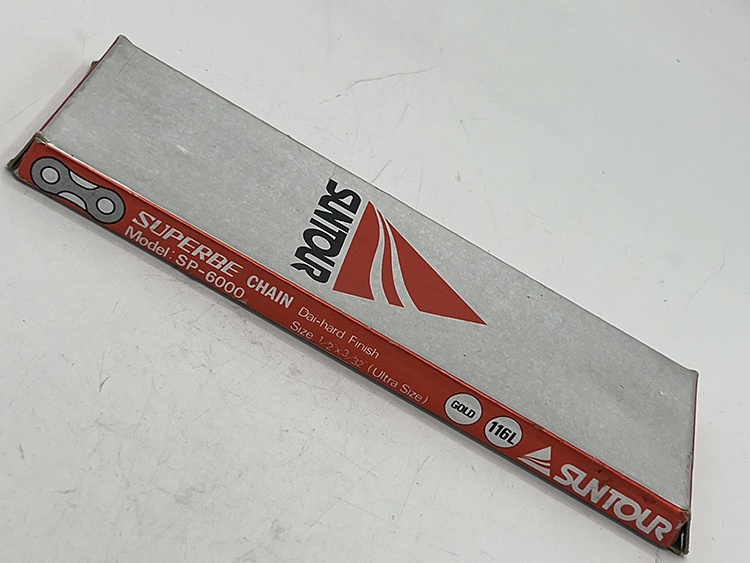 SUNTOUR
SUPERBE CHAIN
Model: SP-6000
Dai-hard Finish
Size: 1/2 x 3/32 (Ultra Size)
GOLD
116L
SUNTOUR